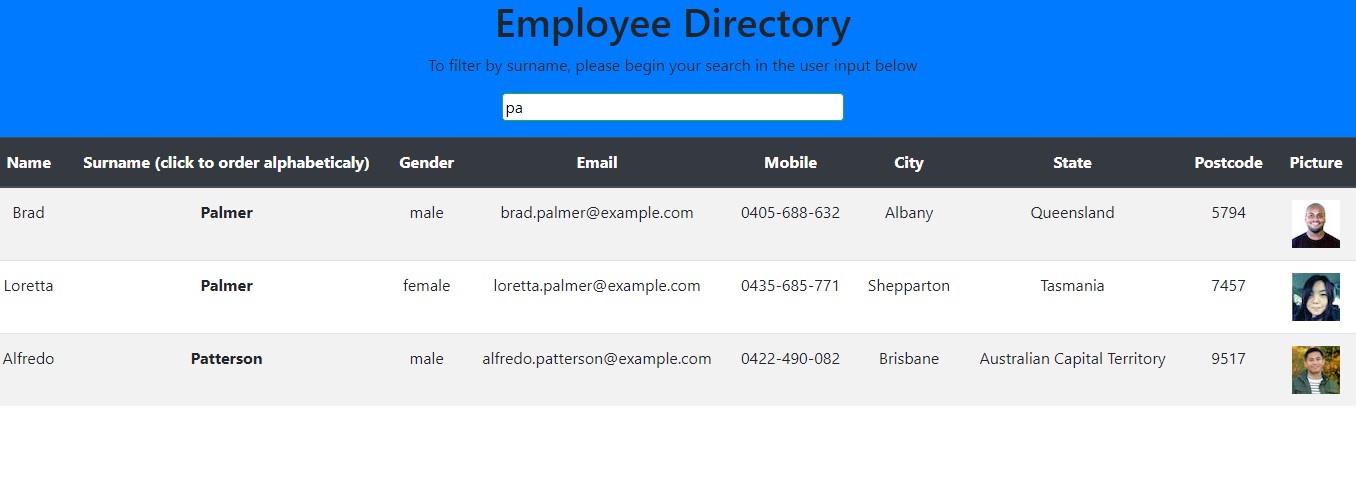 Employee Directory
To filter by surname, please begin your search in the user input below
pa
Name Surname (click to order alphabeticaly) Gender Email Mobile City State Postcode Picture
Brad Palmer male brad.palmer@example.com 0405-688-632 Albany Queensland 5794
Loretta Palmer female loretta.palmer@example.com 0435-685-771 Shepparton Tasmania 7457
Alfredo Patterson male alfredo.patterson@example.com 0422-490-082 Brisbane Australian Capital Territory 9517